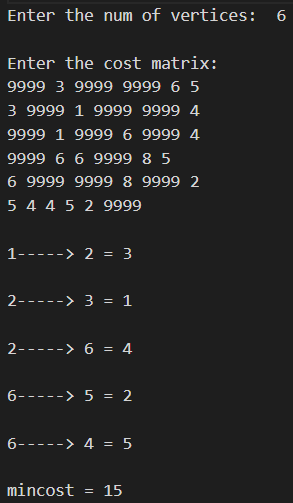 Enter the num of vertices:  6
Enter the cost matrix:
9999 3 9999 9999 6 5
3 9999 1 9999 9999 4
9999 1 9999 6 9999 4
9999 6 6 9999 8 5
6 9999 9999 8 9999 2
5 4 4 5 2 9999
1-----> 2 = 3
2-----> 3 = 1
2-----> 6 = 4
6-----> 5 = 2
6-----> 4 = 5
mincost = 15